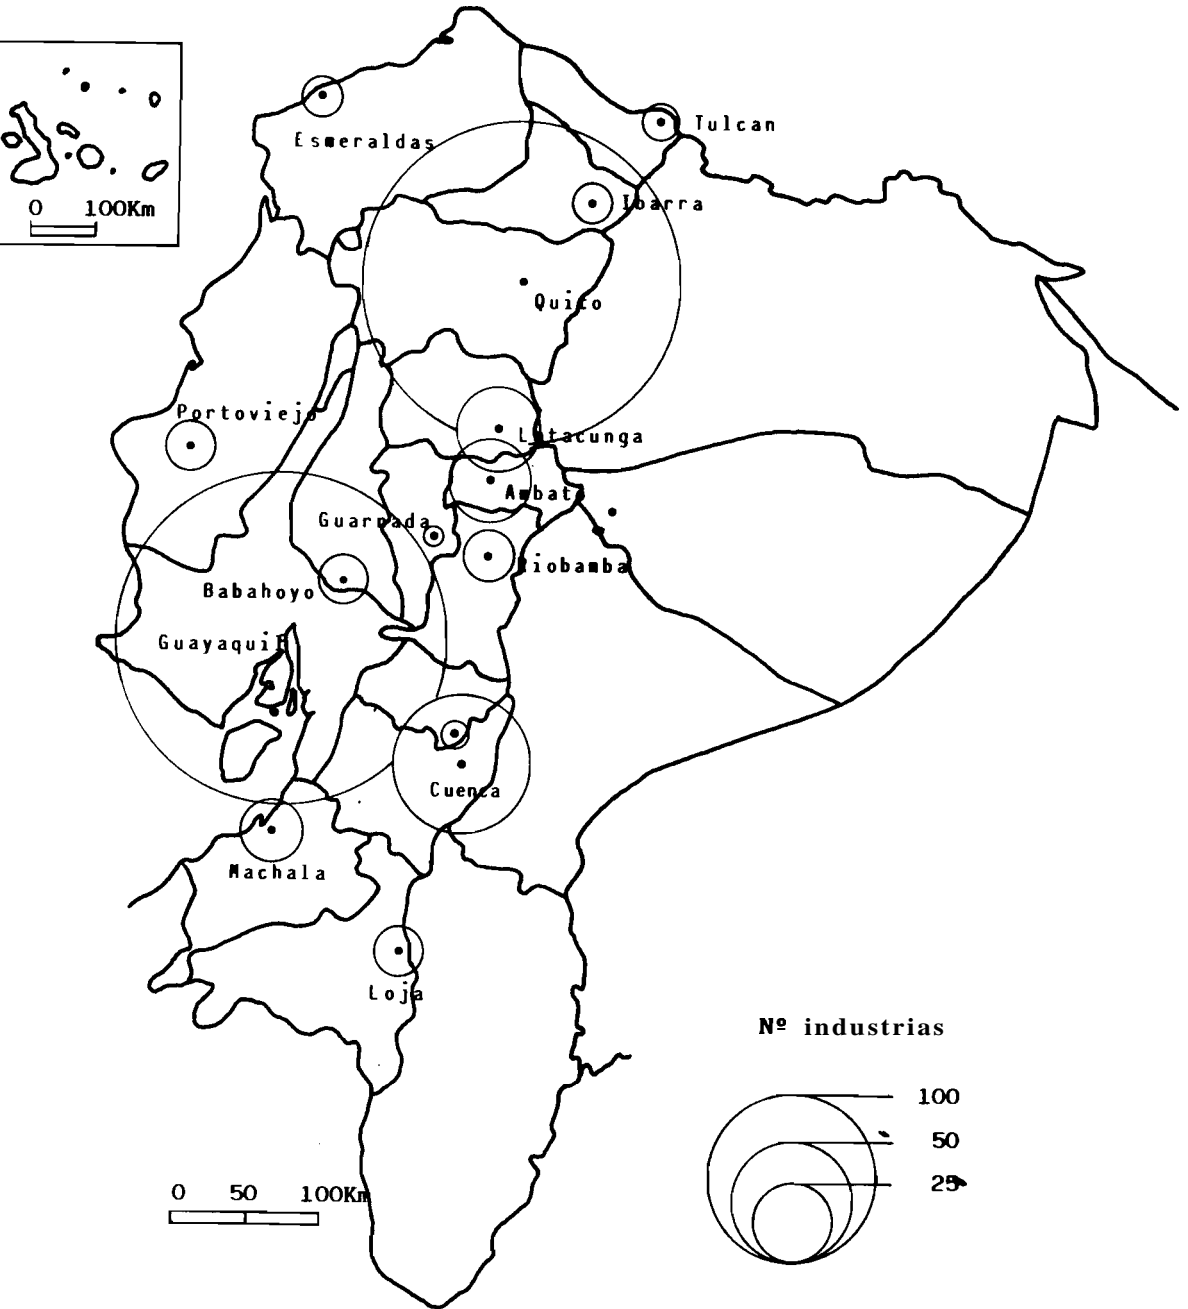 Esmeraldas
Tulcan
Ibarra
0 100Km
Quito
Portoviejo
Latacunga
Ambato
Guarnada
Riobamba
Babahoyo
Guayaquil
Cuenca
Machala
Loja
Nº industrias
100
50
25
0 50 100Km